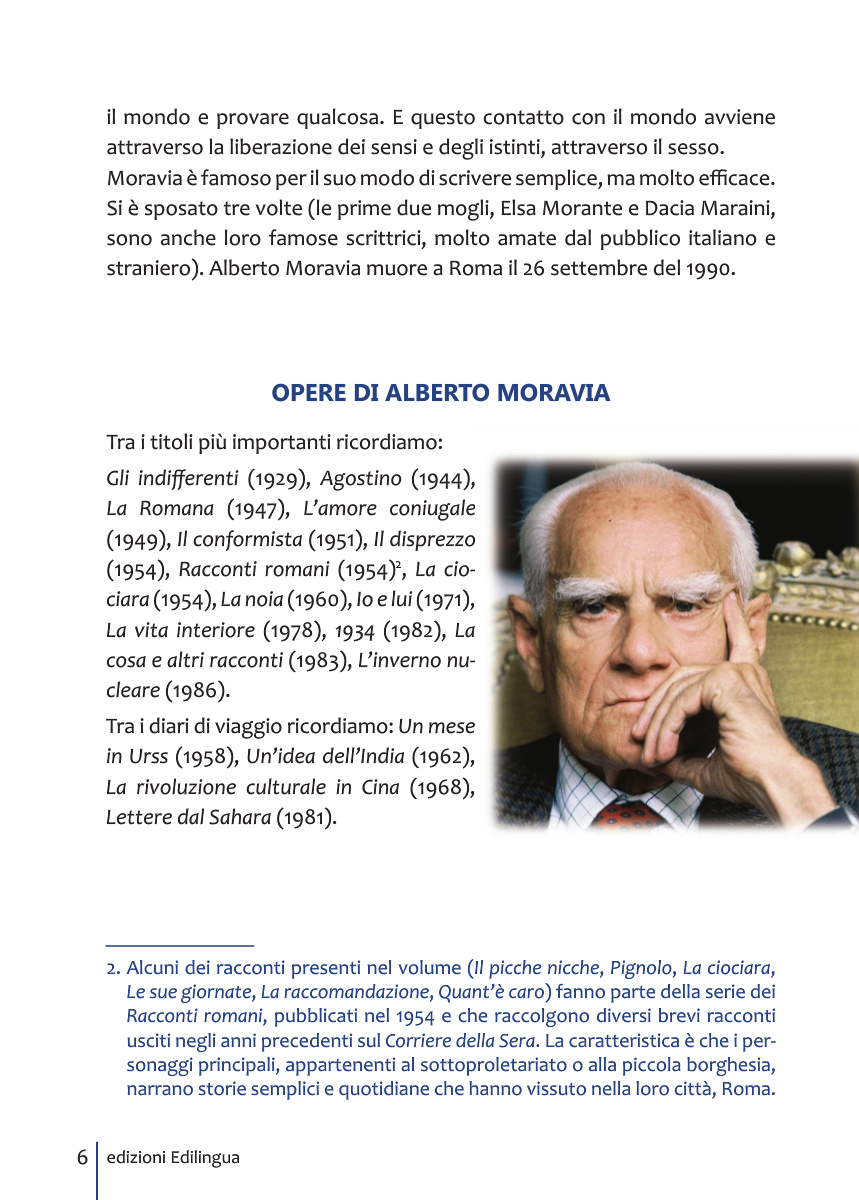 il mondo e provare qualcosa. E questo contatto con il mondo avviene
attraverso la liberazione dei sensi e degli istinti, attraverso il sesso.
Moravia è famoso per il suo modo di scrivere semplice, ma molto efficace.
Si è sposato tre volte (le prime due mogli, Elsa Morante e Dacia Maraini,
sono anche loro famose scrittrici, molto amate dal pubblico italiano e
straniero). Alberto Moravia muore a Roma il 26 settembre del 1990.
OPERE DI ALBERTO MORAVIA
Tra i titoli più importanti ricordiamo:
Gli indifferenti (1929), Agostino (1944),
La Romana (1947), L’amore coniugale
(1949), Il conformista (1951), Il disprezzo
(1954), Racconti romani (1954)², La cio-
ciara (1954), La noia (1960), Io e lui (1971),
La vita interiore (1978), 1934 (1982), La
cosa e altri racconti (1983), L’inverno nu-
cleare (1986).
Tra i diari di viaggio ricordiamo: Un mese
in Urss (1958), Un’idea dell’India (1962),
La rivoluzione culturale in Cina (1968),
Lettere dal Sahara (1981).
2. Alcuni dei racconti presenti nel volume (Il picche nicche, Pignolo, La ciociara,
Le sue giornate, La raccomandazione, Quant’è caro) fanno parte della serie dei
Racconti romani, pubblicati nel 1954 e che raccolgono diversi brevi racconti
usciti negli anni precedenti sul Corriere della Sera. La caratteristica è che i per-
sonaggi principali, appartenenti al sottoproletariato o alla piccola borghesia,
narrano storie semplici e quotidiane che hanno vissuto nella loro città, Roma.
6 edizioni Edilingua